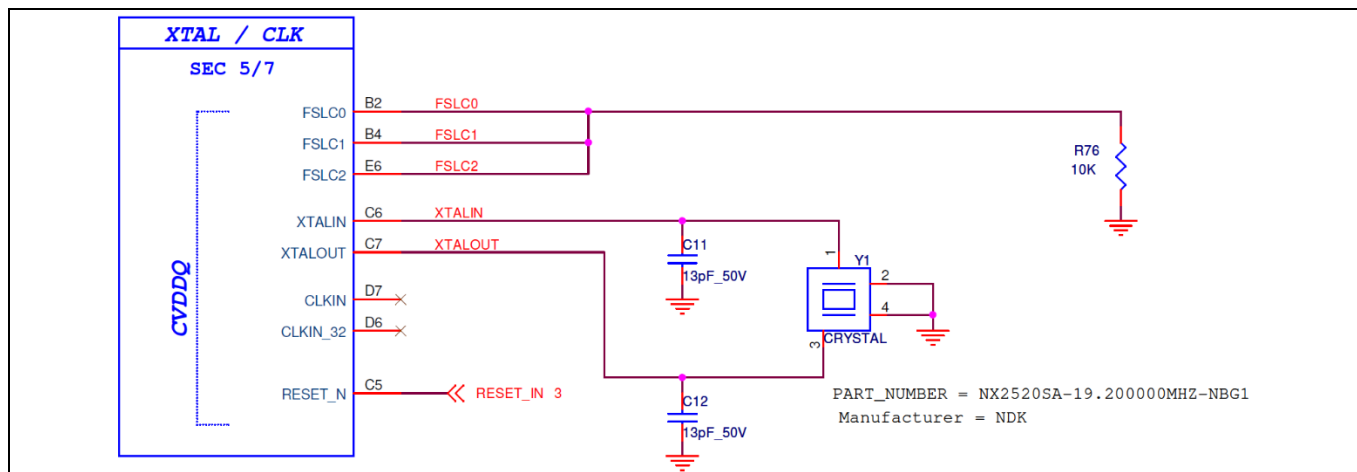 XTAL / CLK
SEC 5/7
CVDDQ
FSLC0 B2 FSLC0
FSLC1 B4 FSLC1
FSLC2 E6 FSLC2
R76
10K
XTALIN C6 XTALIN
XTALOUT C7 XTALOUT
C11
13pF_50V
1 Y1
2
4
3 CRYSTAL
CLKIN D7
CLKIN_32 D6
RESET_N C5 RESET_IN 3
C12
13pF_50V
PART_NUMBER = NX2520SA-19.200000MHZ-NBG1
Manufacturer = NDK